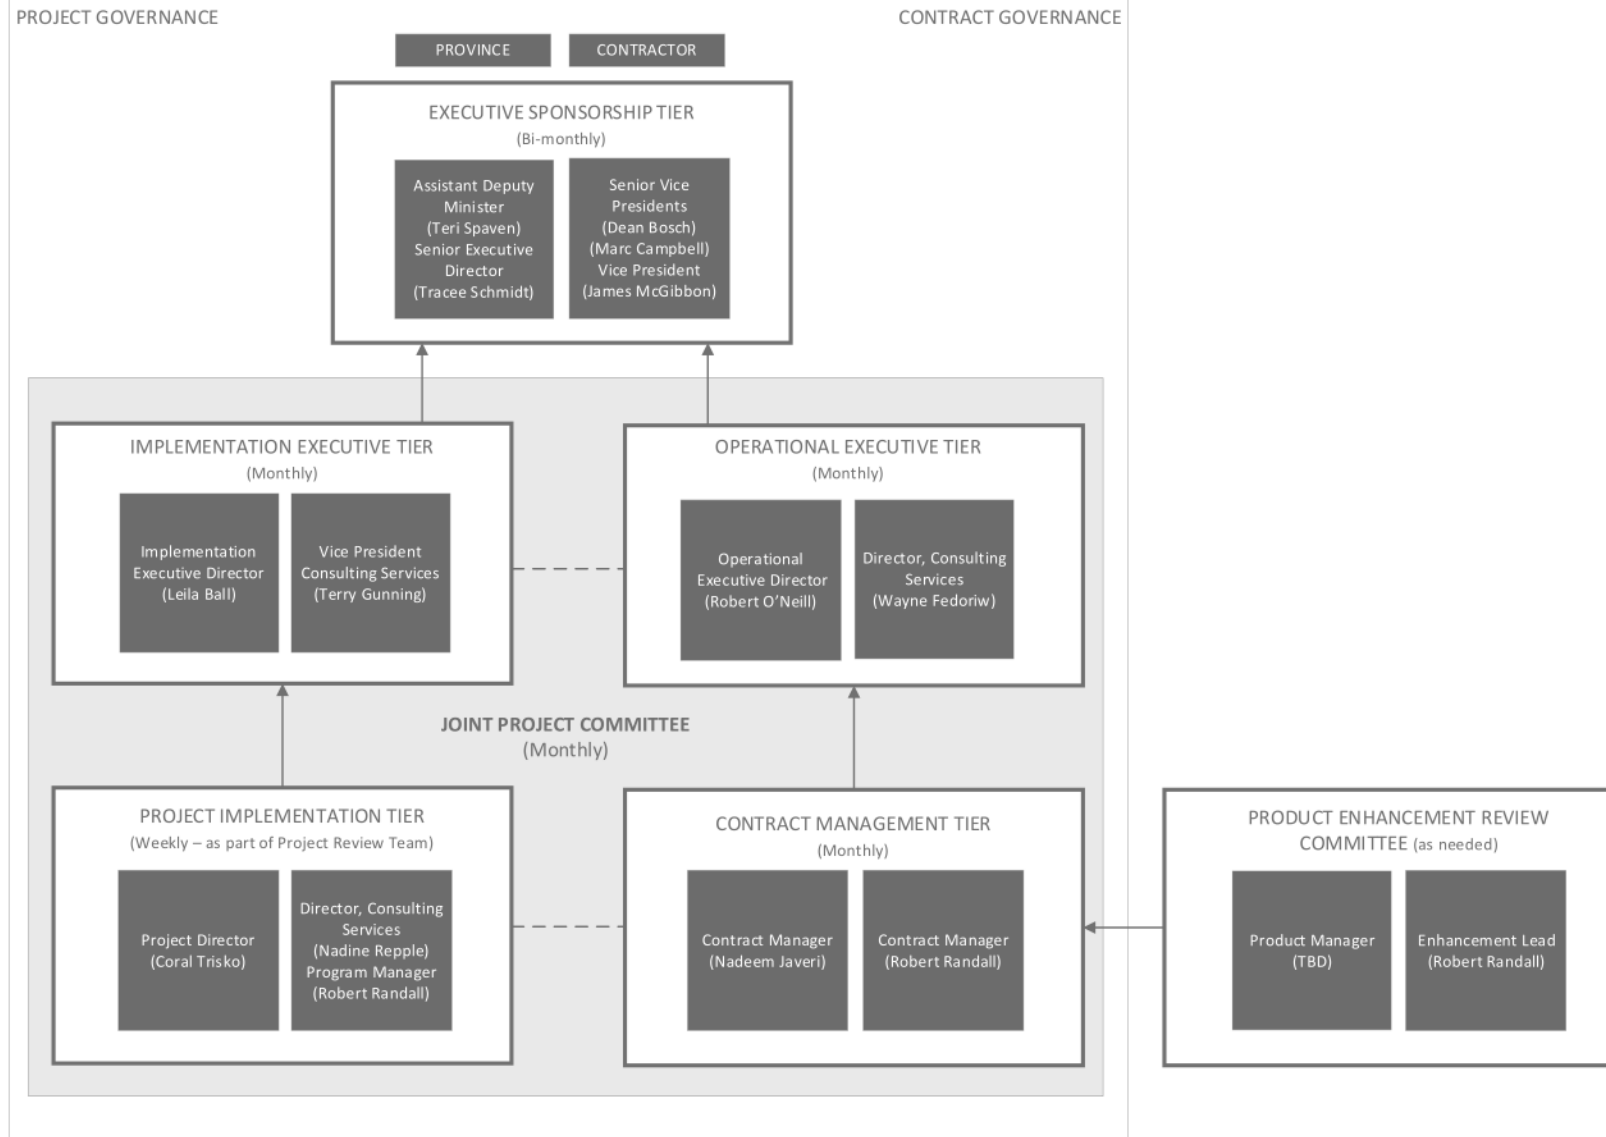 PROJECT GOVERNANCE
CONTRACT GOVERNANCE
PROVINCE
CONTRACTOR
EXECUTIVE SPONSORSHIP TIER
(Bi-monthly)
Assistant Deputy
Minister
(Teri Spaven)
Senior Executive
Director
(Tracee Schmidt)
Senior Vice
Presidents
(Dean Bosch)
(Marc Campbell)
Vice President
(James McGibbon)
IMPLEMENTATION EXECUTIVE TIER
(Monthly)
Implementation
Executive Director
(Leila Ball)
Vice President
Consulting Services
(Terry Gunning)
OPERATIONAL EXECUTIVE TIER
(Monthly)
Operational
Executive Director
(Robert O’Neill)
Director, Consulting
Services
(Wayne Fedoriw)
JOINT PROJECT COMMITTEE
(Monthly)
PROJECT IMPLEMENTATION TIER
(Weekly – as part of Project Review Team)
Project Director
(Coral Trisko)
Director, Consulting
Services
(Nadine Repple)
Program Manager
(Robert Randall)
CONTRACT MANAGEMENT TIER
(Monthly)
Contract Manager
(Nadeem Javeri)
Contract Manager
(Robert Randall)
PRODUCT ENHANCEMENT REVIEW
COMMITTEE (as needed)
Product Manager
(TBD)
Enhancement Lead
(Robert Randall)